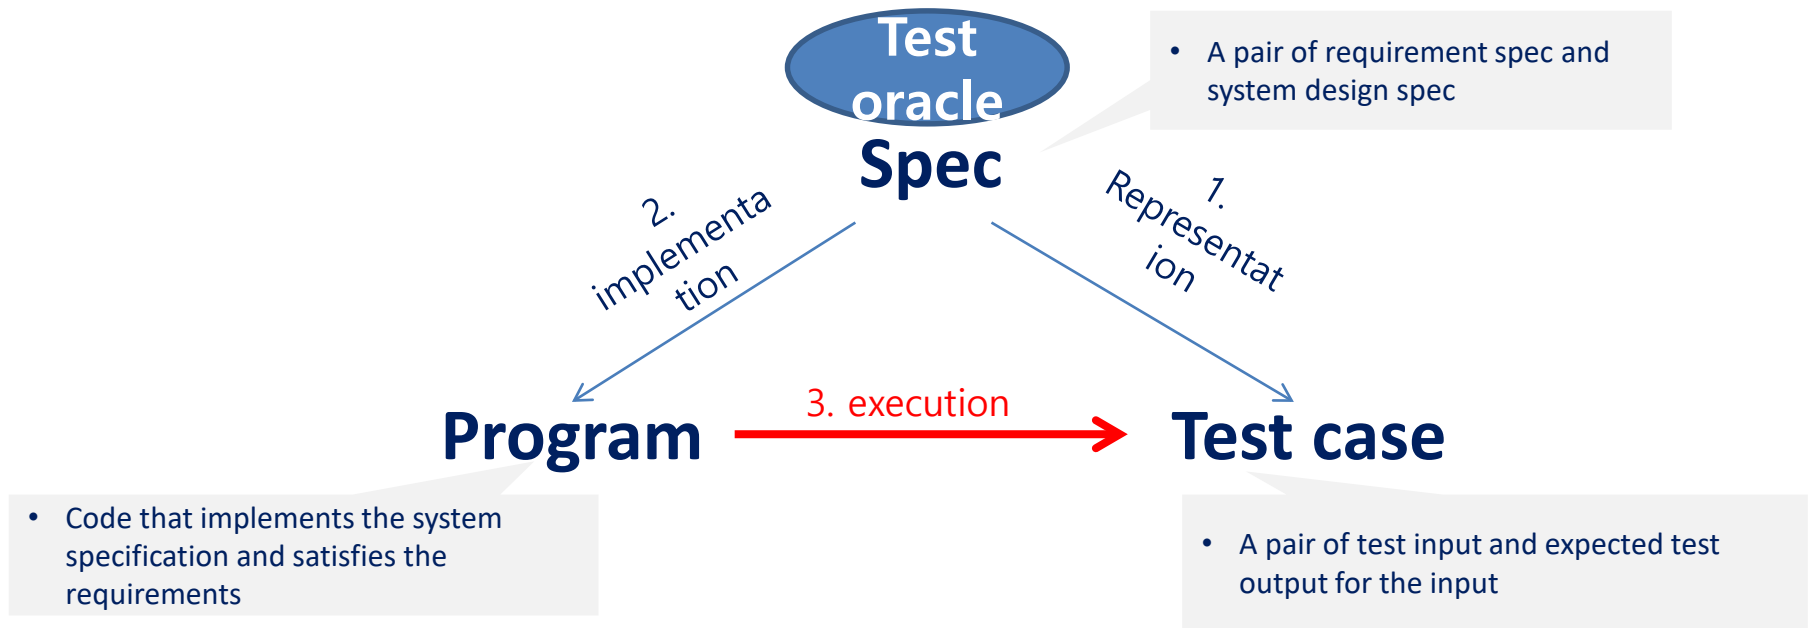 Test
oracle
Spec
• A pair of requirement spec and
system design spec
2.
implementa
tion
1.
Representat
ion
3. execution
Program
Test case
• Code that implements the system
specification and satisfies the
requirements
• A pair of test input and expected test
output for the input